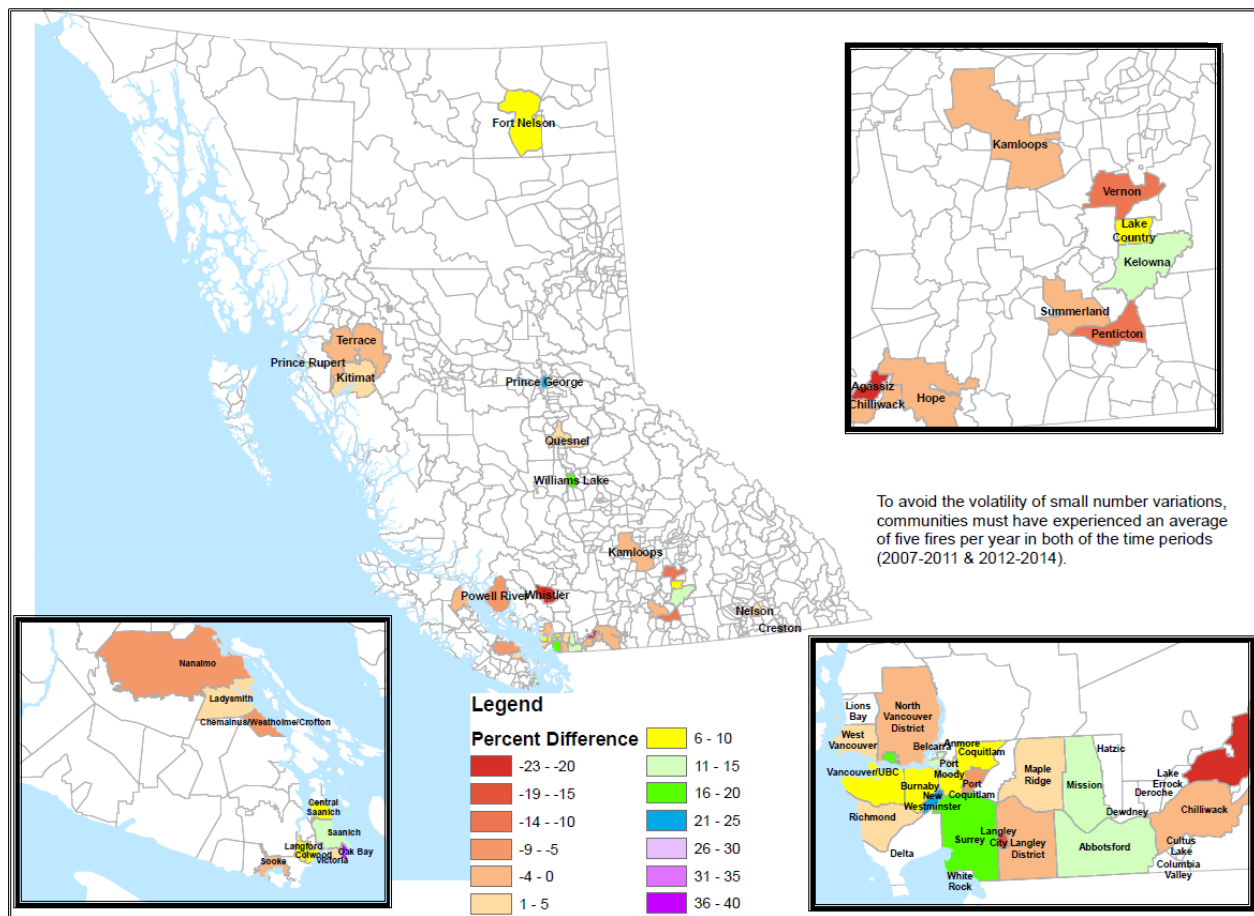 Fort Nelson
Terrace
Prince Rupert
Kitimat
Prince George
Quesnel
Williams Lake
Kamloops
Powell River
Whistler
Nelson
Creston
Kamloops
Vernon
Lake
Country
Kelowna
Summerland
Penticton
Agassiz
Chilliwack
Hope
To avoid the volatility of small number variations,
communities must have experienced an average
of five fires per year in both of the time periods
(2007-2011 & 2012-2014).
Nanaimo
Ladysmith
Chemainus/Westholme/Crofton
Central
Saanich
Saanich
Langford
Colwood
Oak Bay
Victoria
Sooke
Legend
Percent Difference
-23 - -20
-19 - -15
-14 - -10
-9 - -5
-4 - 0
1 - 5
6 - 10
11 - 15
16 - 20
21 - 25
26 - 30
31 - 35
36 - 40
Lions
Bay
North
Vancouver
District
West
Vancouver
Belcarra
Anmore
Coquitlam
Port
Moody
Vancouver/UBC
Burnaby
New
Westminster
Port
Coquitlam
Maple
Ridge
Hatzic
Mission
Lake
Errock
Deroche
Dewdney
Chilliwack
Richmond
Delta
Surrey
Langley
City
Langley
District
Abbotsford
Cultus
Lake
Columbia
Valley
White
Rock